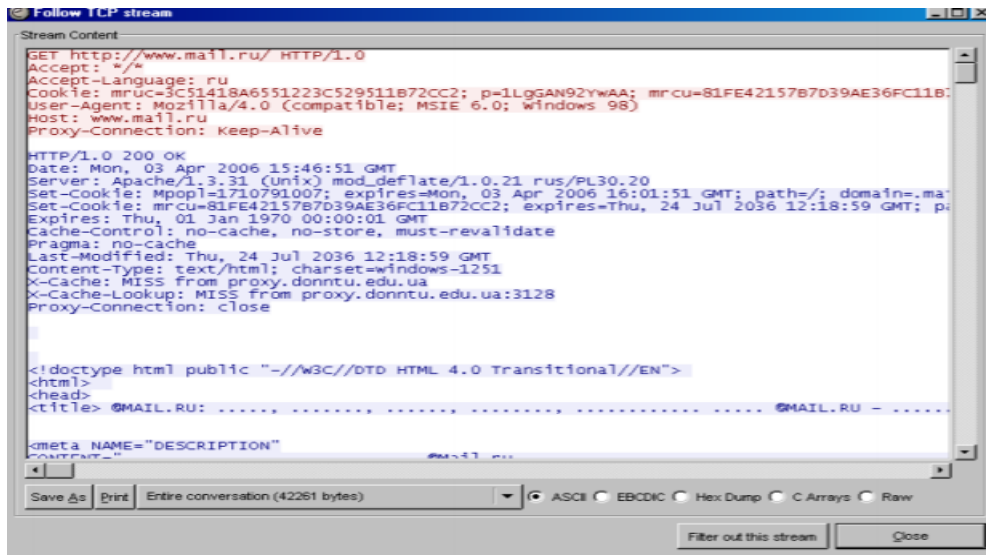 Follow TCP stream
Stream Content
GET http://www.mail.ru/ HTTP/1.0
Accept: */*
Accept-Language: ru
Cookie: mruc=3C51418A6551223C529511B72CC2; p=1LgGAN92YwAA; mrcu=81FE42157B7D39AE36FC11B
User-Agent: Mozilla/4.0 (compatible; MSIE 6.0; Windows 98)
Host: www.mail.ru
Proxy-Connection: Keep-Alive
HTTP/1.0 200 OK
Date: Mon, 03 Apr 2006 15:46:51 GMT
Server: Apache/1.3.31 (Unix) mod_deflate/1.0.21 rus/PL30.20
Set-Cookie: Mpopl=1710791007; expires=Mon, 03 Apr 2006 16:01:51 GMT; path=/; domain=.ma
Set-Cookie: mrcu=81FE42157B7D39AE36FC11B72CC2; expires=Thu, 24 Jul 2036 12:18:59 GMT; pa
Expires: Thu, 01 Jan 1970 00:00:01 GMT
Cache-Control: no-cache, no-store, must-revalidate
Pragma: no-cache
Last-Modified: Thu, 24 Jul 2036 12:18:59 GMT
Content-Type: text/html; charset=windows-1251
X-Cache: MISS from proxy.donntu.edu.ua
X-Cache-Lookup: MISS from proxy.donntu.edu.ua:3128
Proxy-Connection: close
<!doctype html public "-//W3C//DTD HTML 4.0 Transitional//EN">
<html>
<head>
<title> @MAIL.RU: ....., ......., ......, ........, ............ ..... @MAIL.RU - ......
<meta NAME="DESCRIPTION"
CONTENT=" @Mail.ru
Save As Print Entire conversation (42261 bytes) ASCII EBCDIC Hex Dump C Arrays Raw
Filter out this stream Close